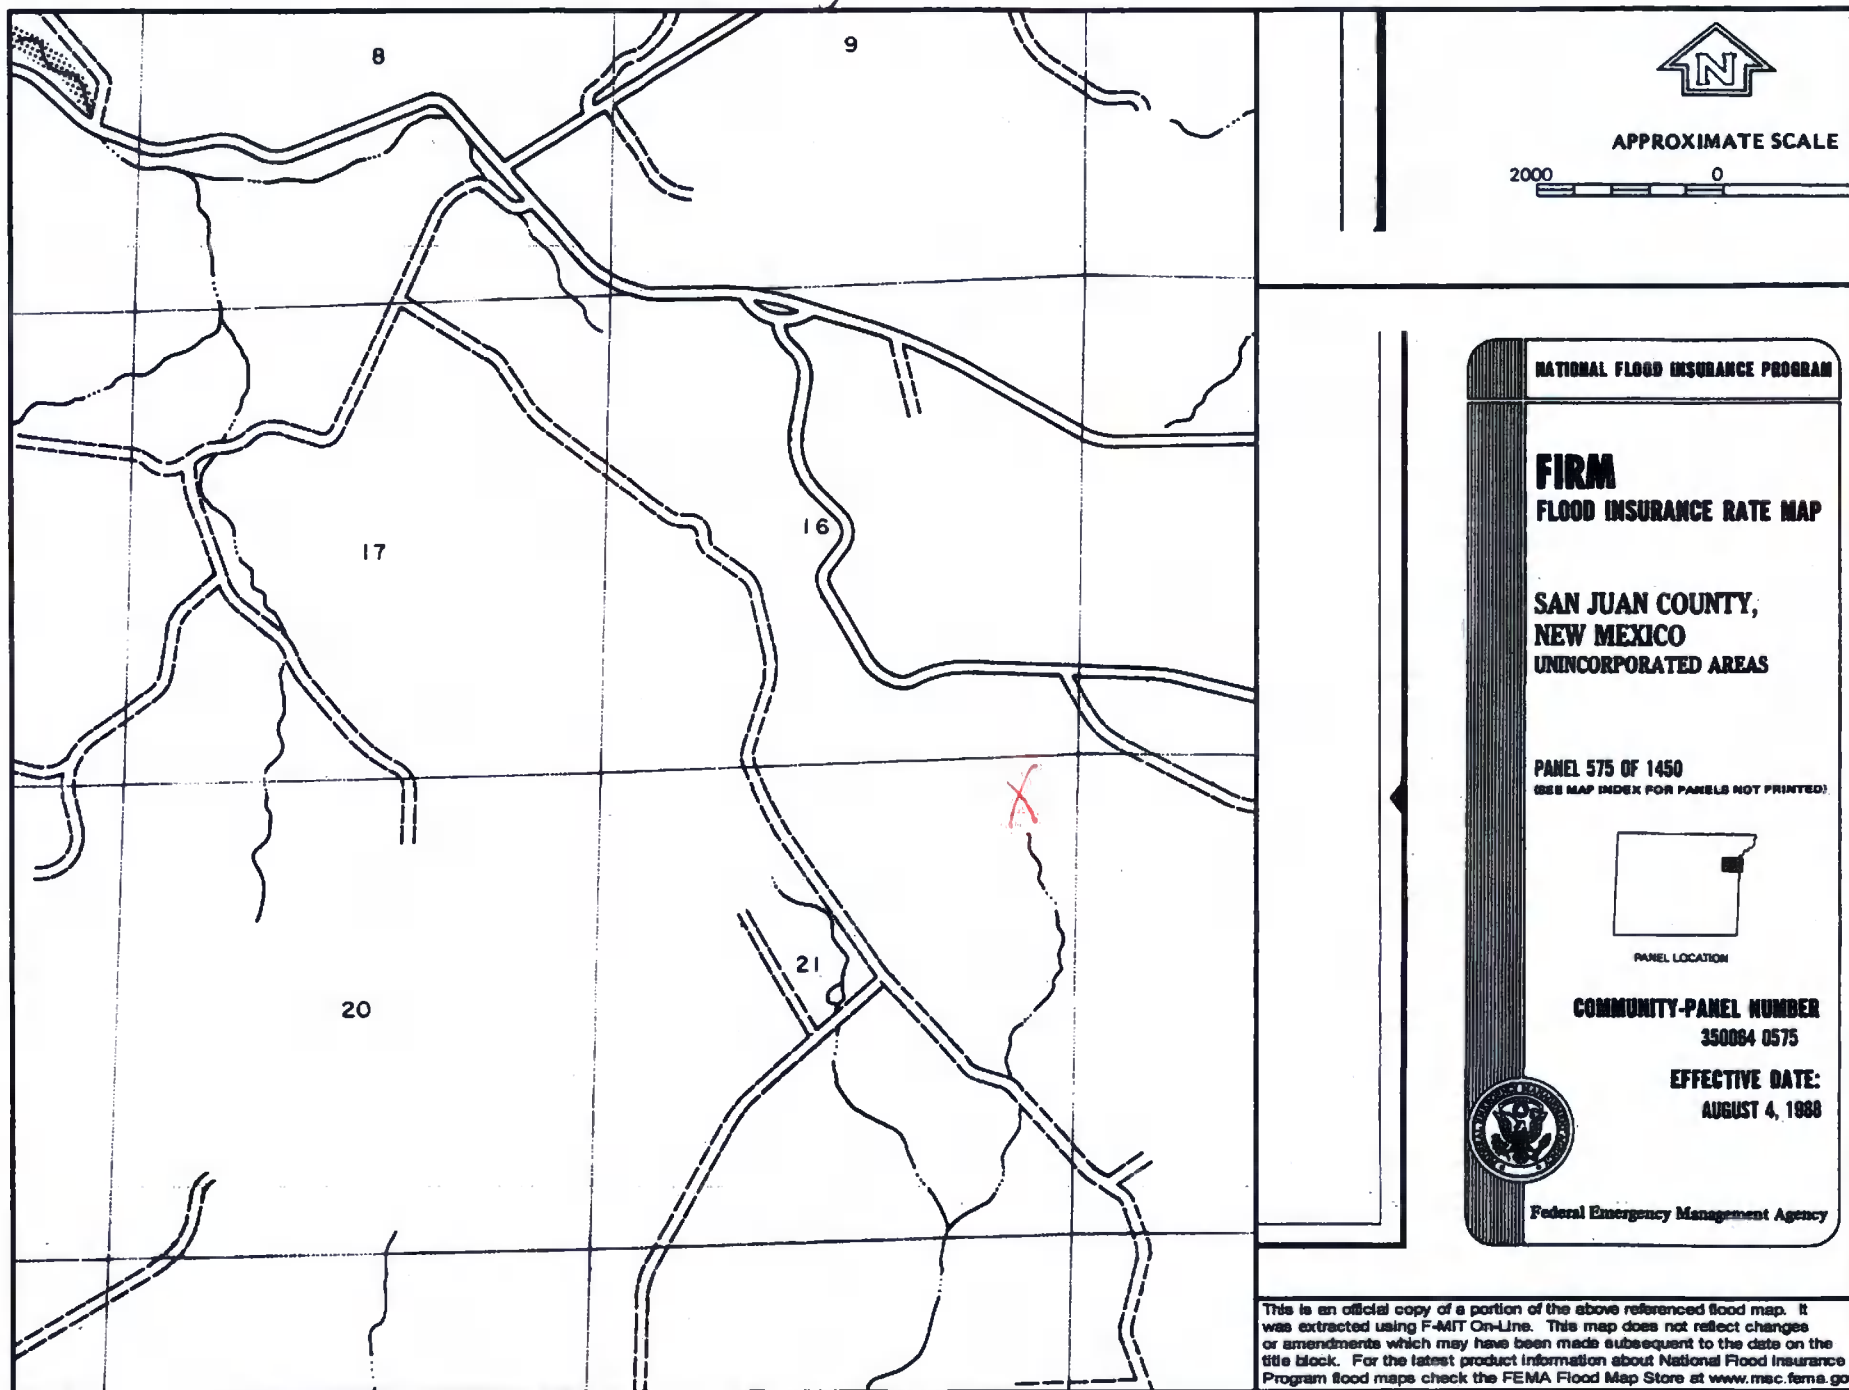 8
9
N
APPROXIMATE SCALE
2000 0
NATIONAL FLOOD INSURANCE PROGRAM
FIRM
FLOOD INSURANCE RATE MAP
16
17
SAN JUAN COUNTY,
NEW MEXICO
UNINCORPORATED AREAS
PANEL 575 OF 1450
(SEE MAP INDEX FOR PANELS NOT PRINTED)
X
PANEL LOCATION
21
20
COMMUNITY-PANEL NUMBER
350064 0575
EFFECTIVE DATE:
AUGUST 4, 1988
Federal Emergency Management Agency
This is an official copy of a portion of the above referenced flood map. It
was extracted using F-MIT On-Line. This map does not reflect changes
or amendments which may have been made subsequent to the date on the
title block. For the latest product information about National Flood Insurance
Program flood maps check the FEMA Flood Map Store at www.msc.fema.go